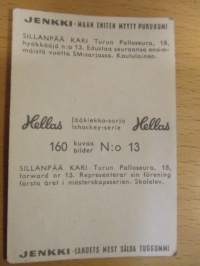 JENKKI - MAAN ENITEN MYYTY PURUKUMI
SILLANPÄÄ KARI Turun Palloseura, 18,
hyökkääjä n:o 13. Edustaa seuraansa ensim-
mäistä vuotta SM-sarjassa. Koululainen.
Hellas jääkiekko-sarja Hellas
ishockey-serie
160 kuvaa N:o 13
bilder
SILLANPÄÄ KARI Turun Palloseura, 18,
forward nr 13. Representerar sin förening
första året i mästerskapsserien. Skolelev.
JENKKI - LANDETS MEST SÅLDA TUGGUMMI